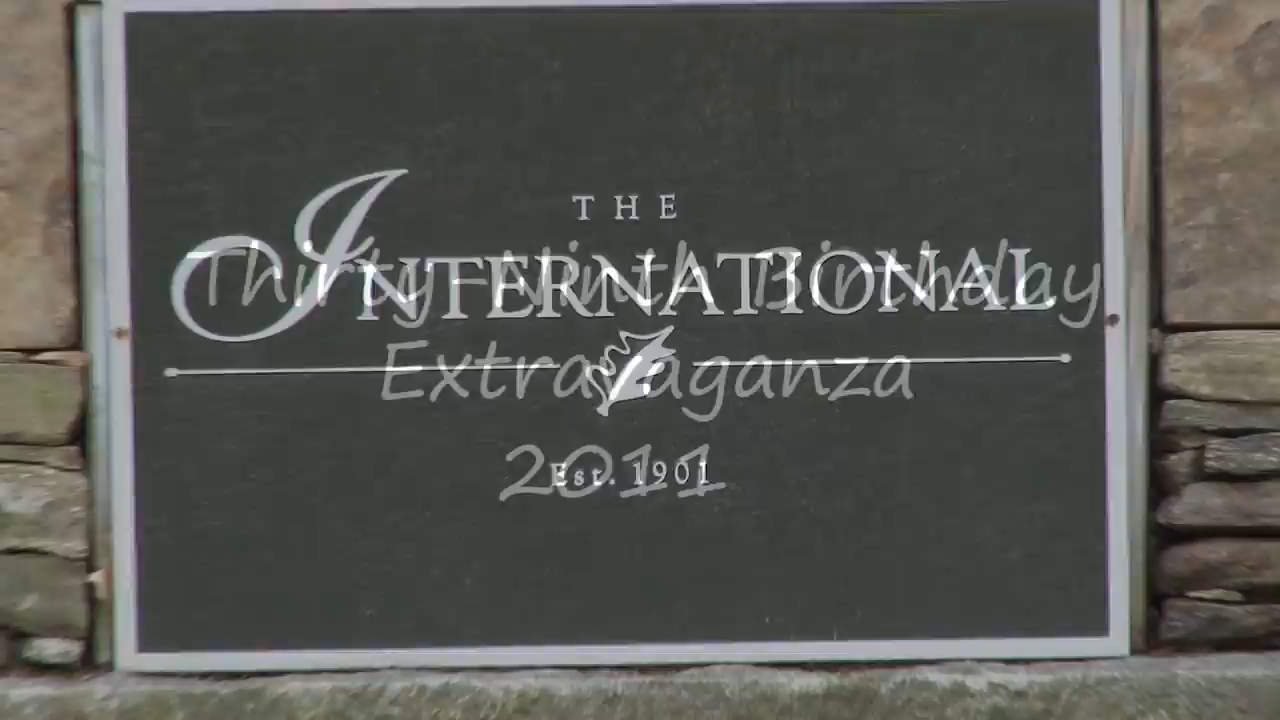 THE
INTERNATIONAL
Est. 1901
Thirty-Ninth Birthday
Extravaganza
2011